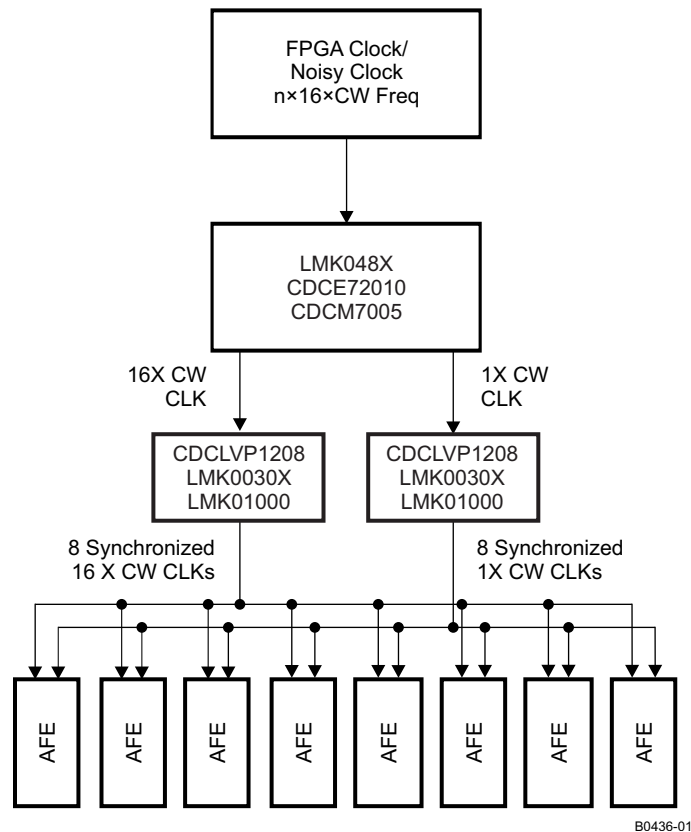 FPGA Clock/
Noisy Clock
n×16×CW Freq
LMK048X
CDCE72010
CDCM7005
16X CW
CLK
1X CW
CLK
CDCLVP1208
LMK0030X
LMK01000
CDCLVP1208
LMK0030X
LMK01000
8 Synchronized
16 X CW CLKs
8 Synchronized
1X CW CLKs
AFE
AFE
AFE
AFE
AFE
AFE
AFE
AFE
B0436-01